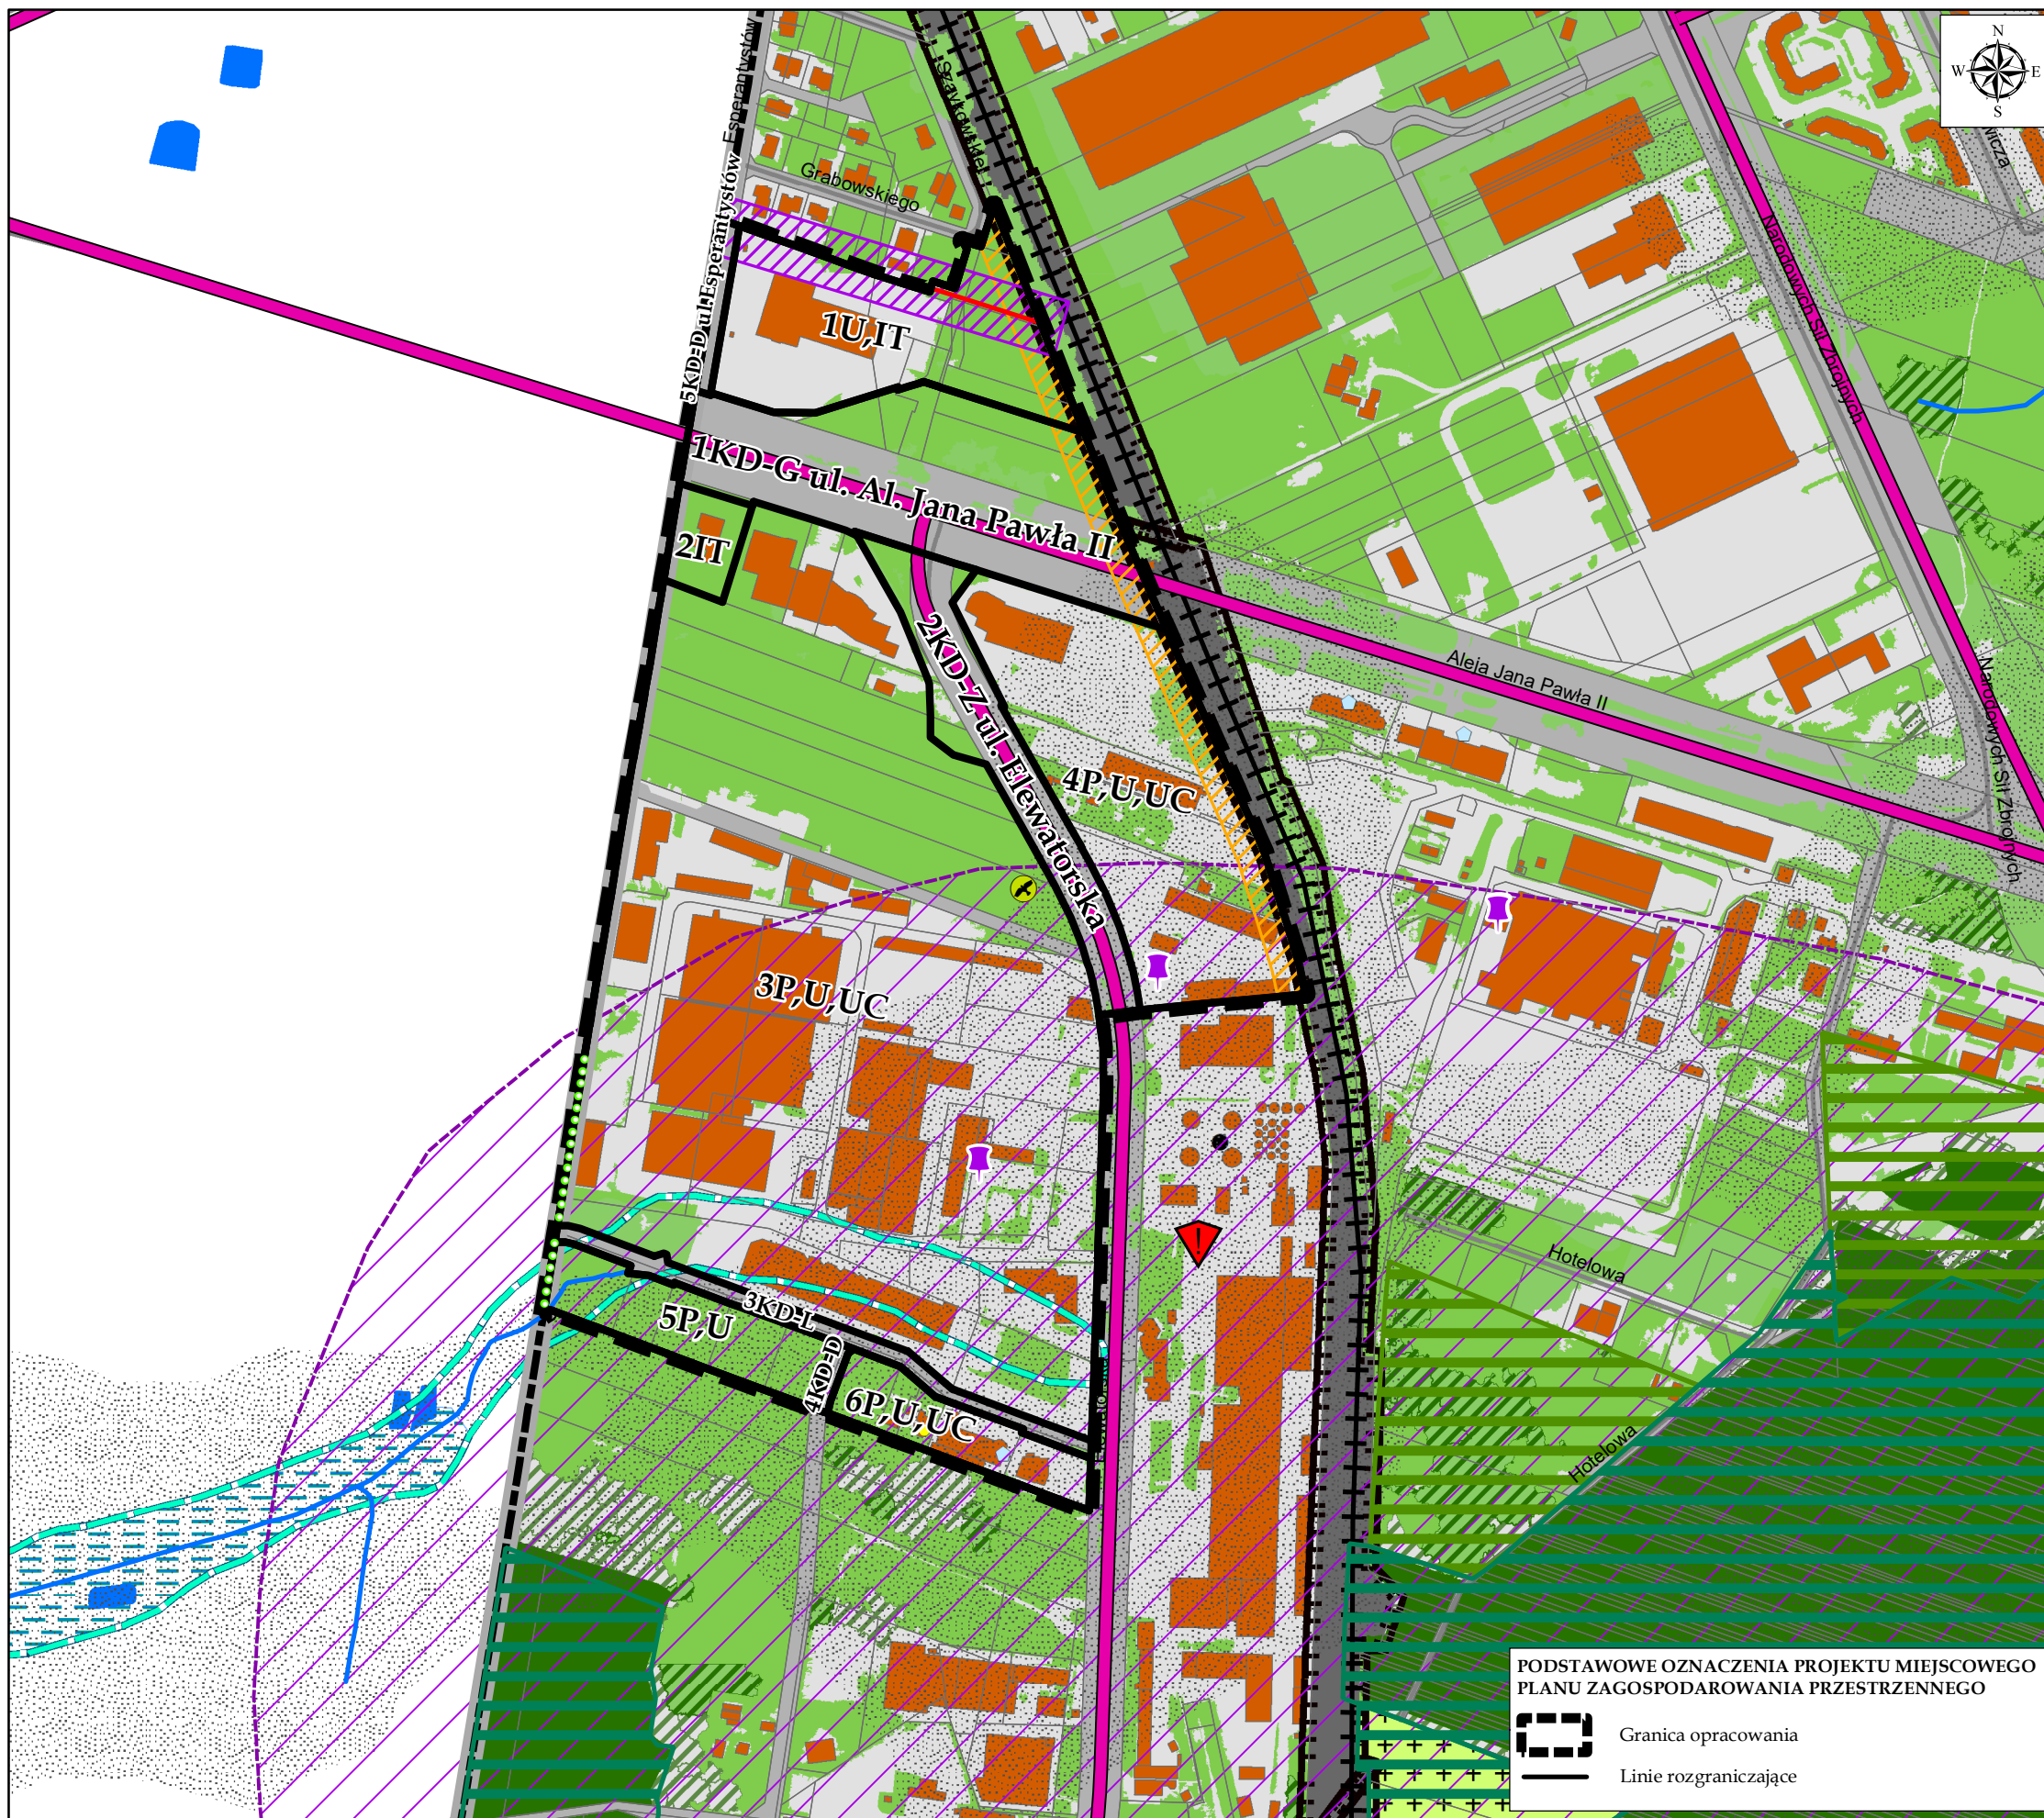 N
W E
S
Esperantystów
Szaykowskiej
Grabowskiego
5KD-D ul.Esperantystów
1U,IT
Narodowych Sił Zbrojnych
1KD-G ul. Al. Jana Pawła II
2IT
2KD-Z ul. Elewatorska
Aleja Jana Pawła II
Narodowych Sił Zbrojnych
4P,U,UC
3P,U,UC
!
Hotelowa
3KD-L
5P,U
4KD-D
6P,U,UC
Hotelowa
PODSTAWOWE OZNACZENIA PROJEKTU MIEJSCOWEGO
PLANU ZAGOSPODAROWANIA PRZESTRZENNEGO
Granica opracowania
Linie rozgraniczające